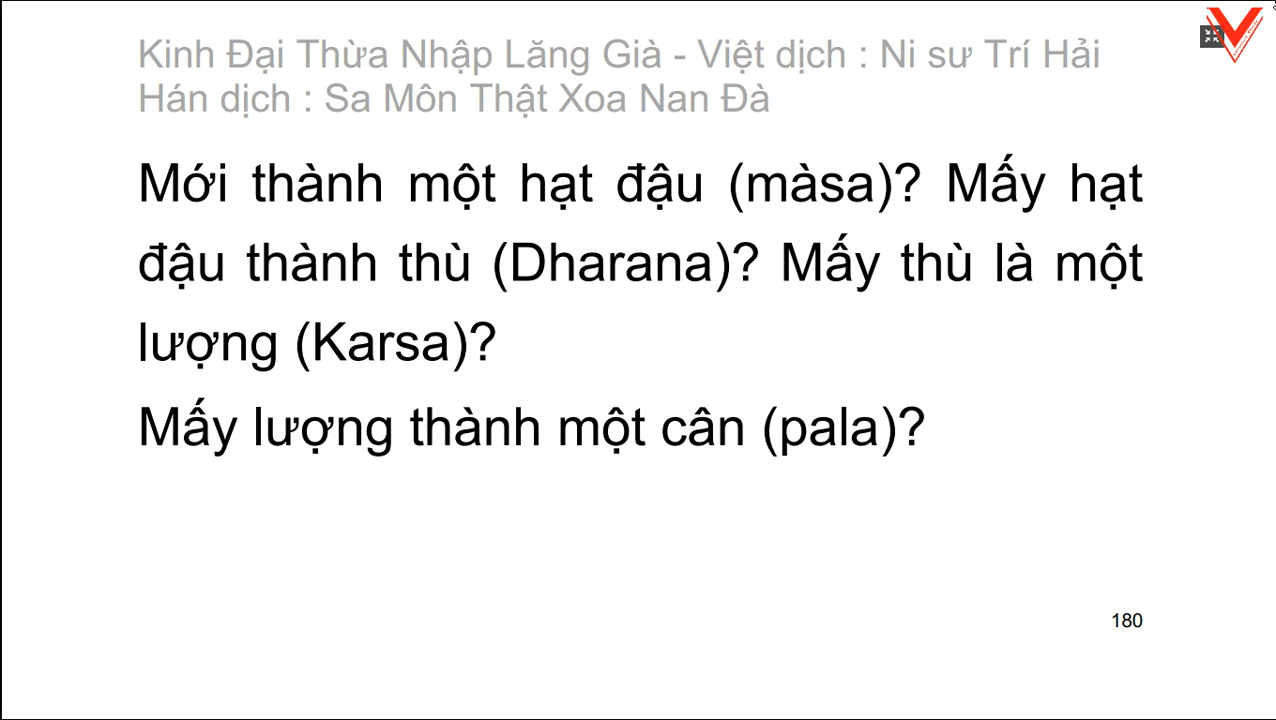 Kinh Đại Thừa Nhập Lăng Già - Việt dịch : Ni sư Trí Hải
Hán dịch : Sa Môn Thật Xoa Nan Đà
Mới thành một hạt đậu (màsa)? Mấy hạt
đậu thành thù (Dharana)? Mấy thù là một
lượng (Karsa)?
Mấy lượng thành một cân (pala)?
180